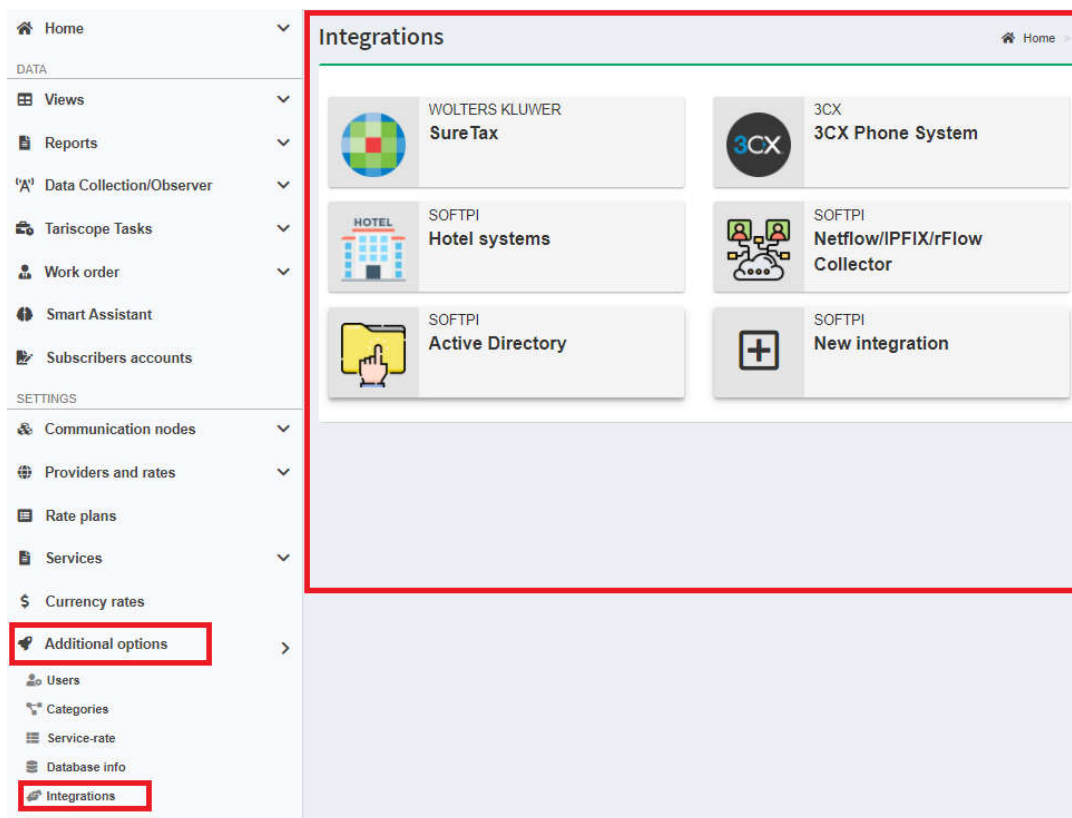 Home
DATA
Views
Reports
Data Collection/Observer
Tariscope Tasks
Work order
Smart Assistant
Subscribers accounts
SETTINGS
Communication nodes
Providers and rates
Rate plans
Services
Currency rates
Additional options
Users
Categories
Service-rate
Database info
Integrations
Integrations
Home >
WOLTERS KLUWER
SureTax
3CX
3CX
3CX Phone System
HOTEL
SOFTPI
Hotel systems
SOFTPI
Netflow/IPFIX/rFlow
Collector
SOFTPI
Active Directory
SOFTPI
New integration